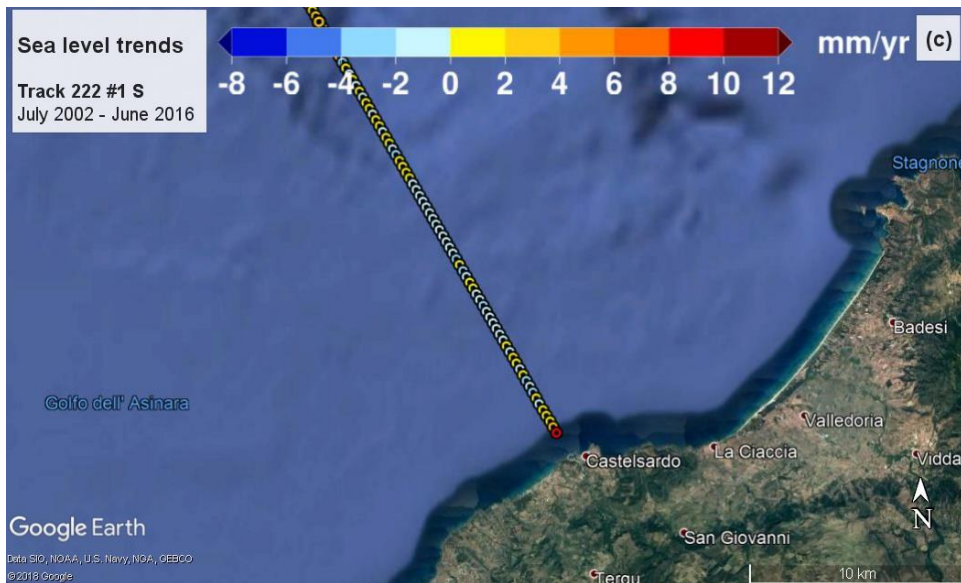 Sea level trends
Track 222 #1 S
July 2002 - June 2016
-8 -6 -4 -2 0 2 4 6 8 10 12
mm/yr
(c)
Stagnone
Badesi
Golfo dell' Asinara
Valledoria
La Ciaccia
Castelsardo
Vidda
N
San Giovanni
Google Earth
Data SIO, NOAA, U.S. Navy, NGA, GEBCO
© 2018 Google
Tergu
10 km